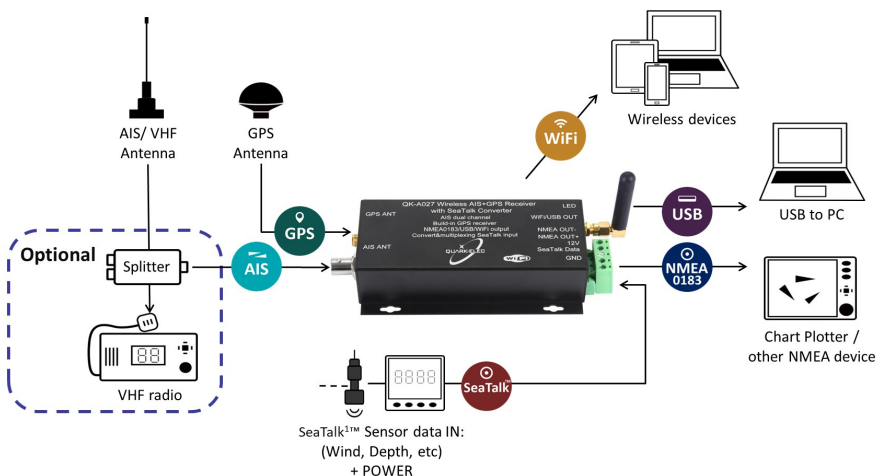 AIS/ VHF
Antenna
GPS
Antenna
WiFi
Wireless devices
Optional
Splitter
VHF radio
AIS
GPS
QK-A027 Wireless AIS+GPS Receiver
with SeaTalk Converter
AIS dual channel
Build-in GPS receiver
NMEA0183/USB/WiFi output
Convert&multiplexing SeaTalk input
GPS ANT
AIS ANT
QUARK-ELEC
WiFi
LED
WiFi/USB OUT
NMEA OUT-
NMEA OUT+
12V
SeaTalk Data
GND
USB
USB to PC
NMEA
0183
Chart Plotter /
other NMEA device
SeaTalk™
SeaTalk¹™ Sensor data IN:
(Wind, Depth, etc)
+ POWER